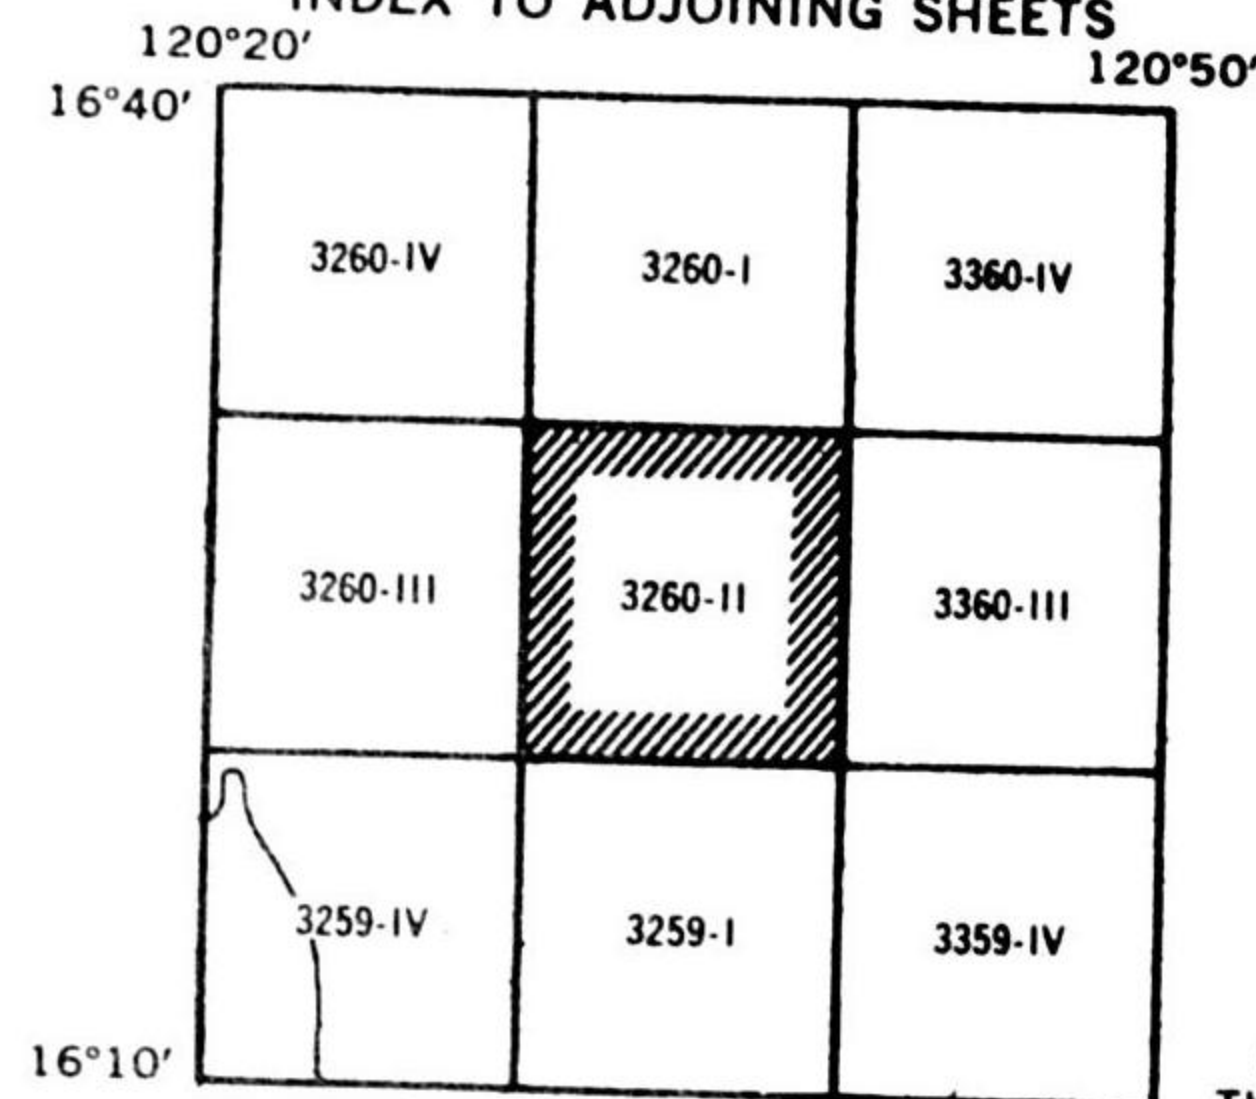 INDEX TO ADJOINING SHEETS
120°20′ 120°50′
16°40′
3260-IV 3260-I 3360-IV
3260-III 3260-II 3360-III
3259-IV 3259-I 3359-IV
16°10′